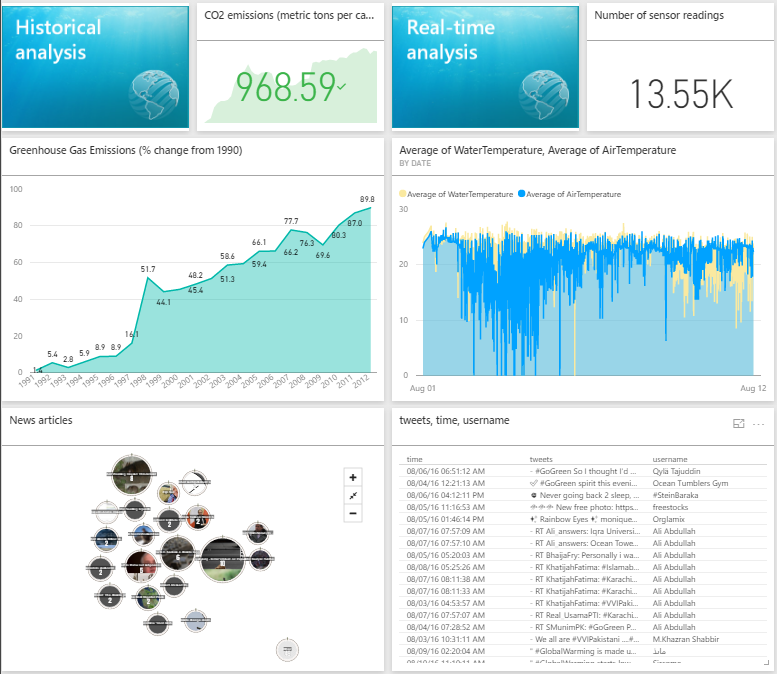 Historical
analysis
CO2 emissions (metric tons per ca...
968.59
Real-time
analysis
Number of sensor readings
13.55K
Greenhouse Gas Emissions (% change from 1990)
100
80
60
40
20
0
1.4
5.4
2.8
5.9
8.9
8.9
16.1
51.7
44.1
45.4
48.2
51.3
58.6
59.4
66.1
66.2
77.7
76.3
69.6
80.3
87.0
89.8
1991 1992 1993 1994 1995 1996 1997 1998 1999 2000 2001 2002 2003 2004 2005 2006 2007 2008 2009 2010 2011 2012
Average of WaterTemperature, Average of AirTemperature
BY DATE
Average of WaterTemperature Average of AirTemperature
30
20
10
0
Aug 01 Aug 12
News articles
tweets, time, username
time tweets username
08/06/16 06:51:12 AM - #GoGreen So I thought I'd ... Qylà Tajuddin
08/04/16 12:21:13 AM #GoGreen spirit this eveni... Ocean Tumblers Gym
08/06/16 04:12:11 PM Never going back 2 sleep, ... #SteinBaraka
08/05/16 11:16:53 AM New free photo: https... freestocks
08/05/16 01:46:14 PM Rainbow Eyes monique... Orglamix
08/07/16 07:57:09 AM - RT Ali_answers: Iqra Universi... Ali Abdullah
08/07/16 07:57:10 AM - RT Ali_answers: Ocean Towe... Ali Abdullah
08/05/16 05:20:03 AM - RT BhaijaFry: Personally i wa... Ali Abdullah
08/08/16 05:25:26 AM - RT KhatijahFatima: #Islamab... Ali Abdullah
08/07/16 08:11:38 AM - RT KhatijahFatima: #Karachi... Ali Abdullah
08/07/16 08:11:33 AM - RT KhatijahFatima: #Karachi... Ali Abdullah
08/03/16 04:53:57 AM - RT KhatijahFatima: #VVIPaki... Ali Abdullah
08/07/16 07:57:07 AM - RT Real_UsamaPTI: #Karachi... Ali Abdullah
08/04/16 07:28:52 AM - RT SMunimPK: #GoGreen P... Ali Abdullah
08/03/16 10:31:11 AM - We all are #VVIPakistani ....#... M.Khazran Shabbir
08/09/16 02:20:04 AM " #GlobalWarming is made u...